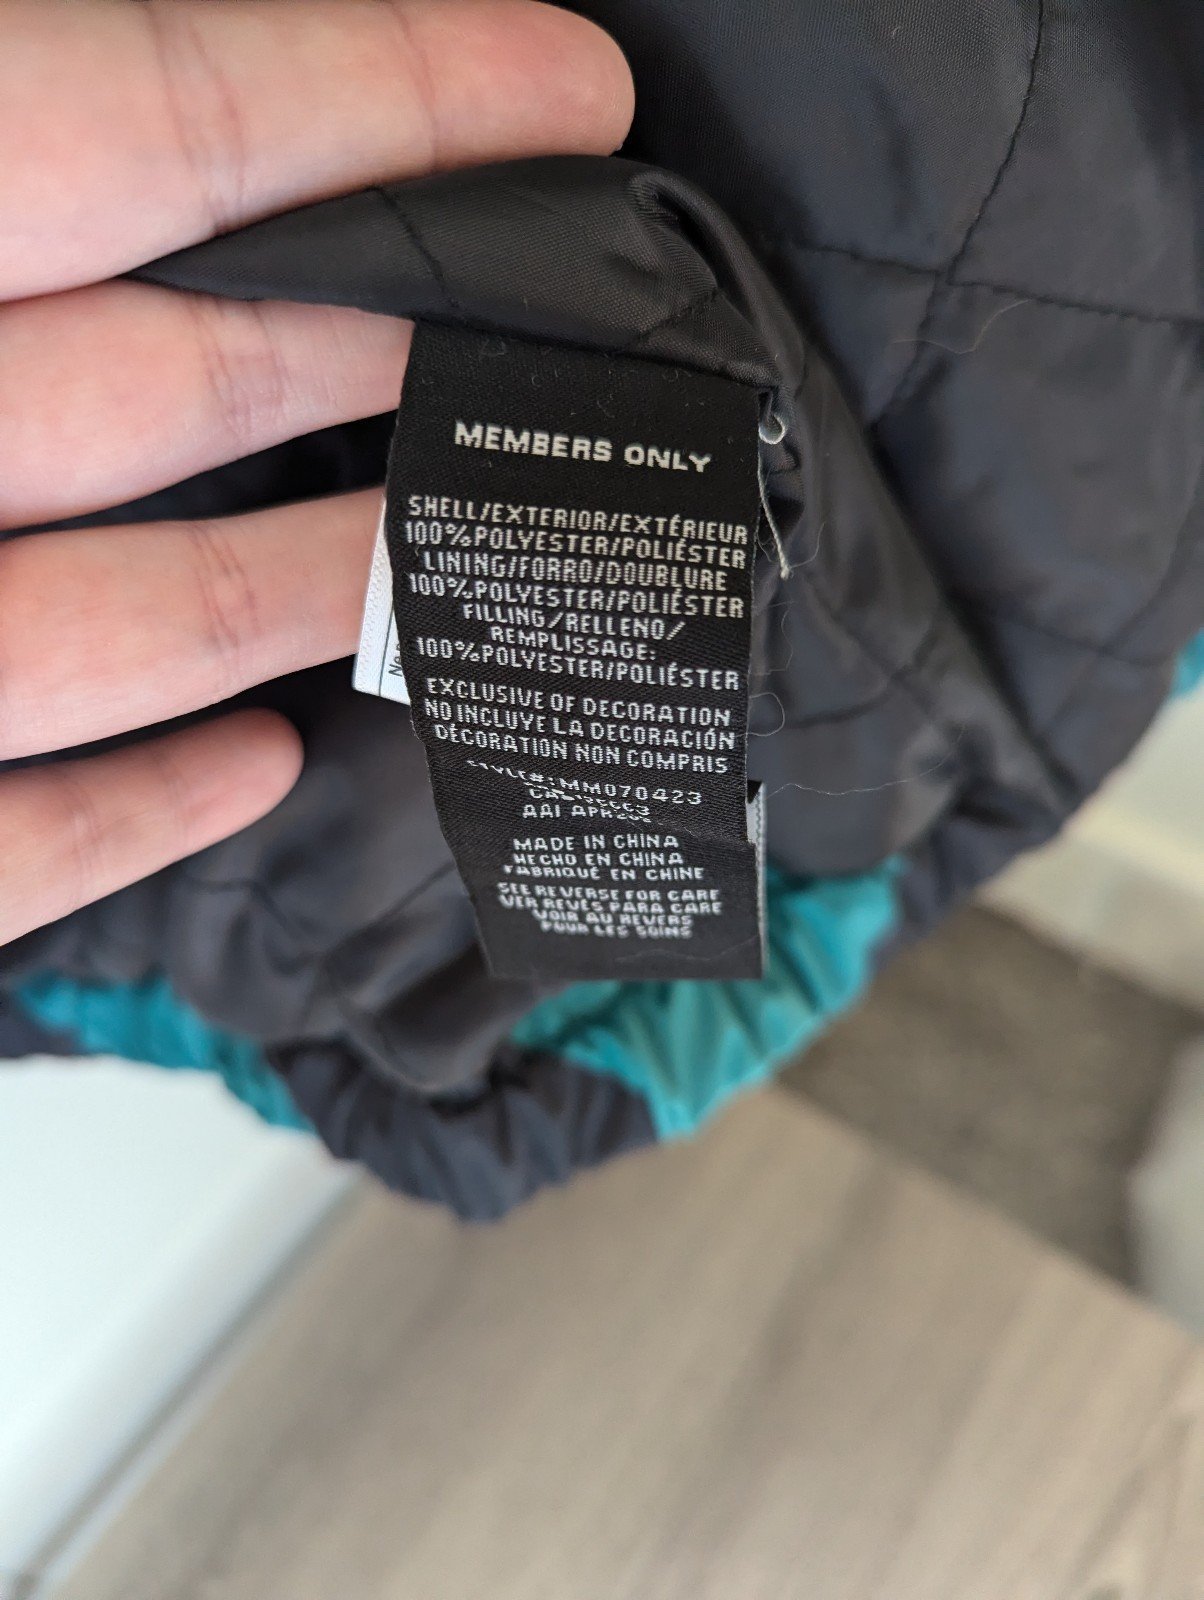 MEMBERS ONLY
SHELL/EXTERIOR/EXTÉRIEUR
100%POLYESTER/POLIÉSTER
LINING/FORRO/DOUBLURE
100%POLYESTER/POLIÉSTER
FILLING/RELLENO/
REMPLISSAGE:
100%POLYESTER/POLIÉSTER
EXCLUSIVE OF DECORATION
NO INCLUYE LA DECORACIÓN
DÉCORATION NON COMPRIS
STYLE#:MM070423
AAI
MADE IN CHINA
HECHO EN CHINA
FABRIQUÉ EN CHINE
SEE REVERSE FOR CARE
VER REVÉS PARA CARE
VOIR AU REVERS
POUR LES SOINS